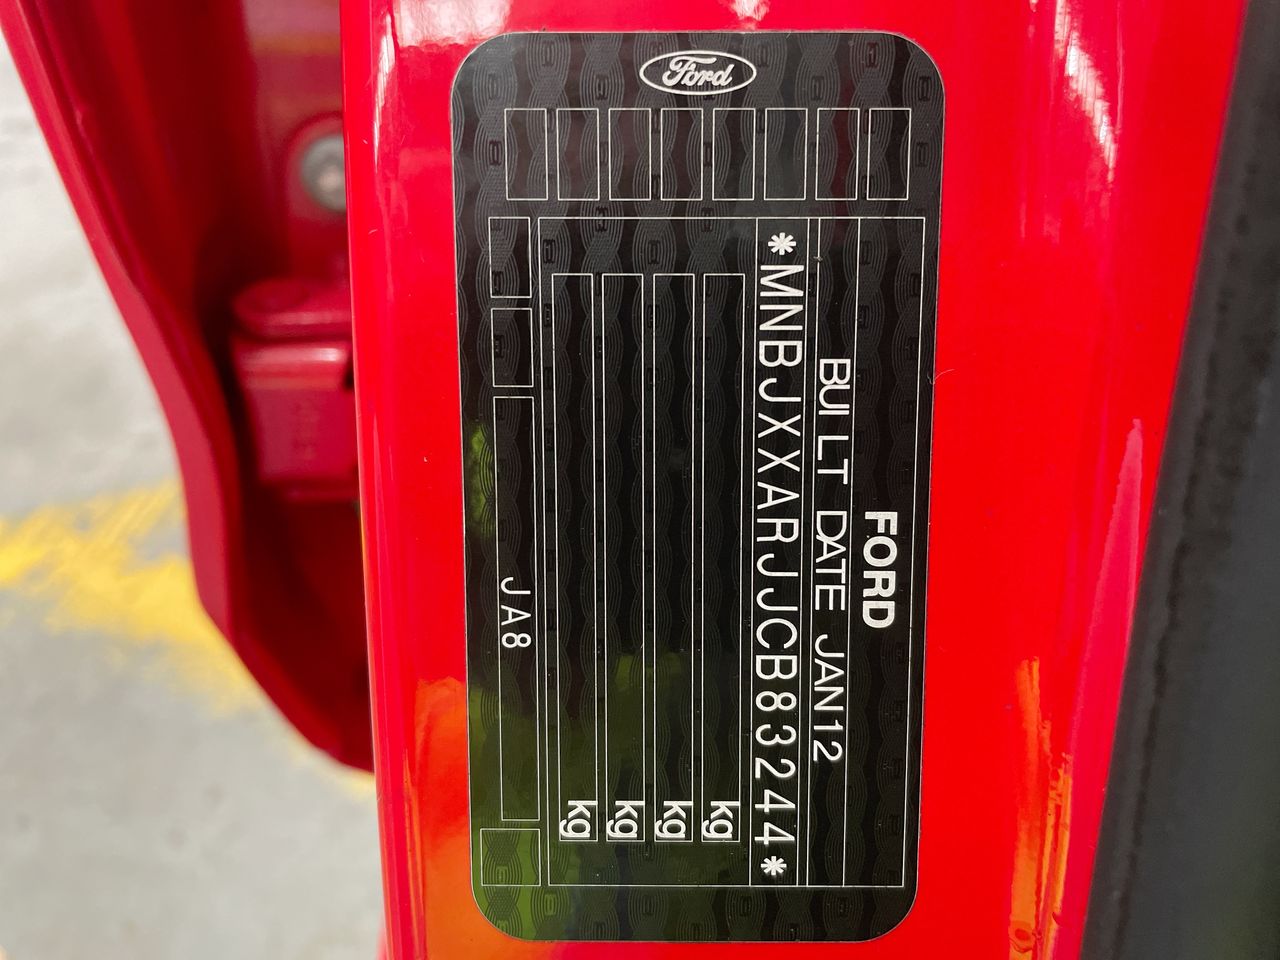 Ford
FORD
BUILT DATE JAN12
*MNBJXXARJJCB83244*
kg
kg
kg
kg
JA8